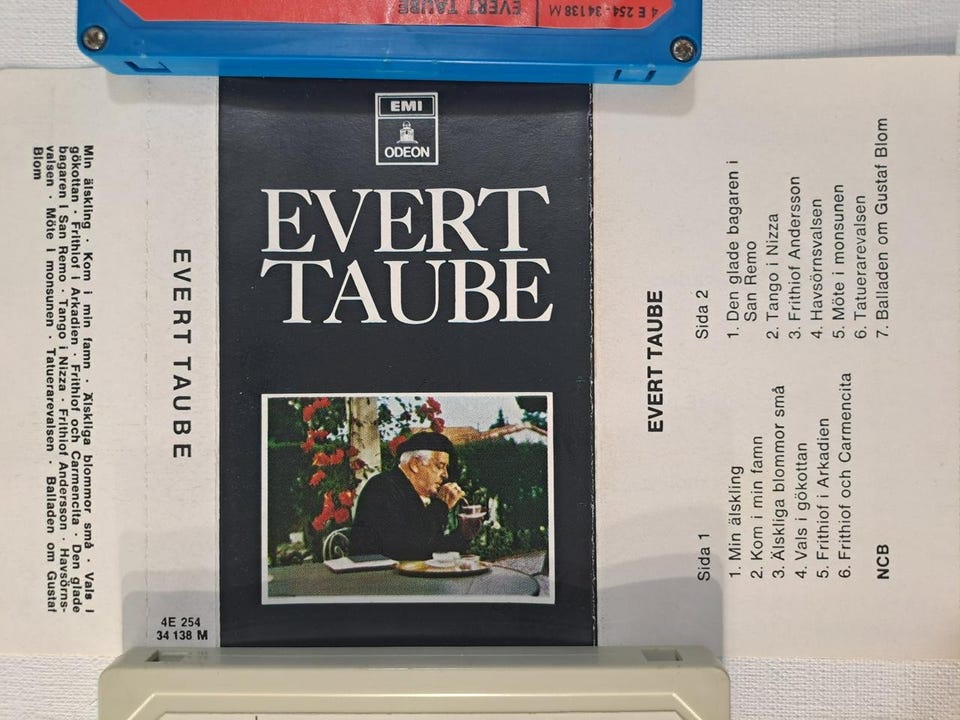 4 E 254-34138 M | EVERT TAUBE
Min älskling · Kom i min famn · Älskliga blommor små · Vals i
gökottan · Frithiof i Arkadien · Frithiof och Carmencita · Den glade
bagaren i San Remo · Tango i Nizza · Frithiof Andersson · Havsörns-
valsen · Möte i monsunen · Tatuerarevalsen · Balladen om Gustaf
Blom
EVERT TAUBE
4E 254
34 138 M
EMI
ODEON
EVERT
TAUBE
EVERT TAUBE
Sida 1
1. Min älskling
2. Kom i min famn
3. Älskliga blommor små
4. Vals i gökottan
5. Frithiof i Arkadien
6. Frithiof och Carmencita
NCB
Sida 2
1. Den glade bagaren i
San Remo
2. Tango i Nizza
3. Frithiof Andersson
4. Havsörnsvalsen
5. Möte i monsunen
6. Tatuerarevalsen
7. Balladen om Gustaf Blom